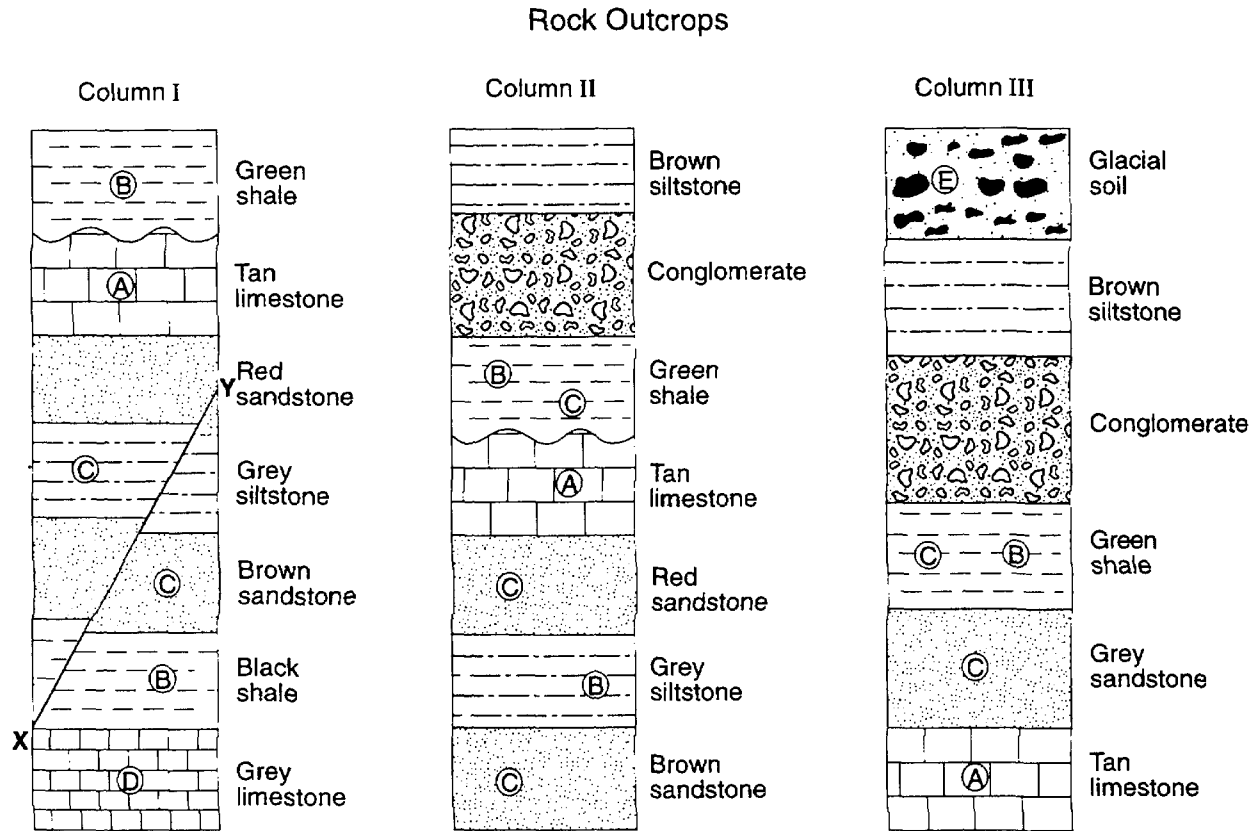 Rock Outcrops
Column I
B
Green
shale
A
Tan
limestone
Red
sandstone
Y
C
Grey
siltstone
C
Brown
sandstone
B
Black
shale
X
D
Grey
limestone
Column II
Brown
siltstone
Conglomerate
B
C
Green
shale
A
Tan
limestone
C
Red
sandstone
B
Grey
siltstone
C
Brown
sandstone
Column III
E
Glacial
soil
Brown
siltstone
Conglomerate
C
B
Green
shale
C
Grey
sandstone
A
Tan
limestone